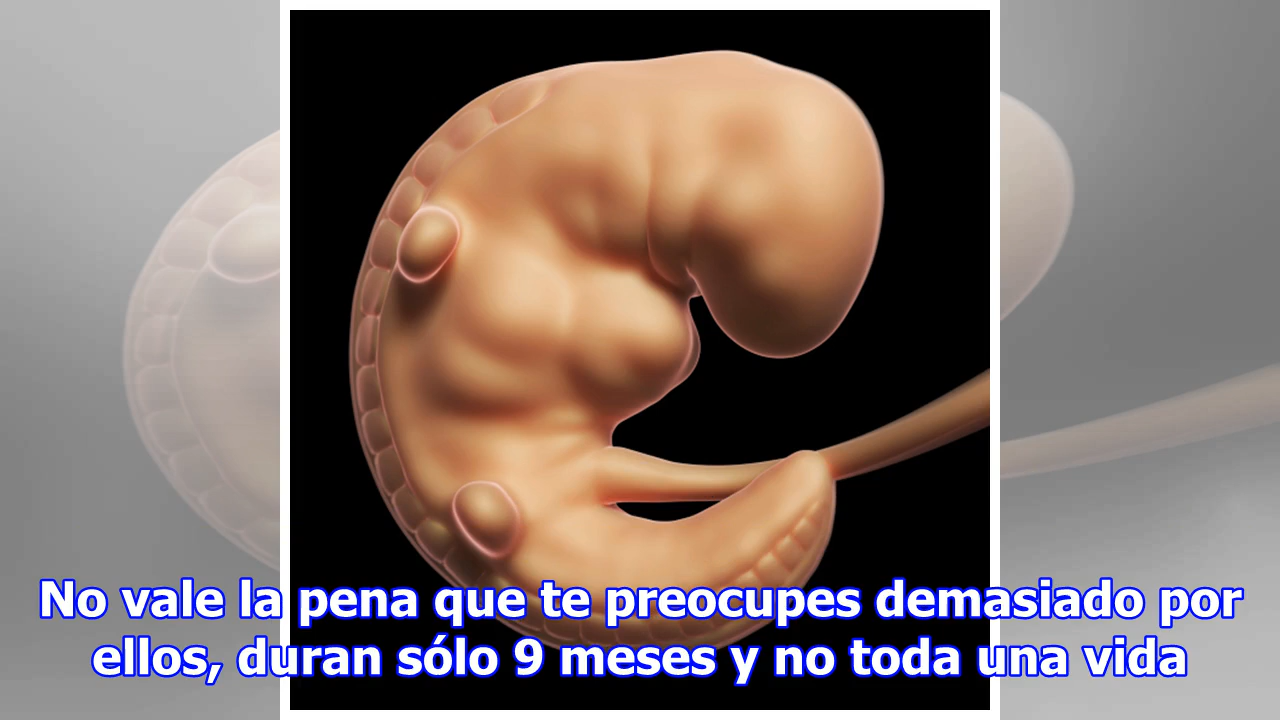 No vale la pena que te preocupes demasiado por
ellos, duran sólo 9 meses y no toda una vida